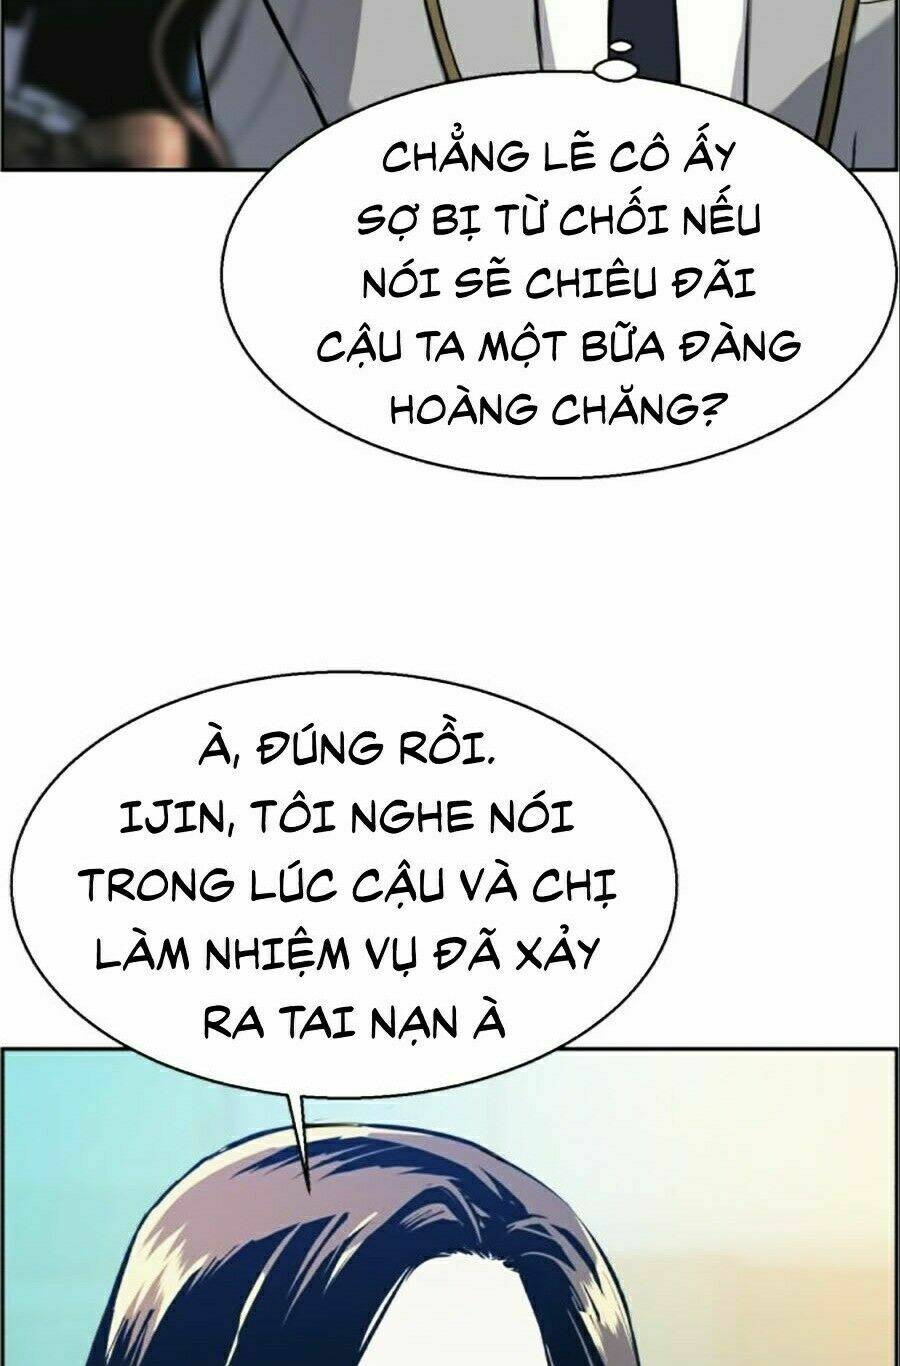 CHẲNG LẼ CÔ ẤY
SỢ BỊ TỪ CHỐI NẾU
NÓI SẼ CHIÊU ĐÃI
CẬU TA MỘT BỮA ĐÀNG
HOÀNG CHĂNG?
À, ĐÚNG RỒI.
IJIN, TÔI NGHE NÓI
TRONG LÚC CẬU VÀ CHỊ
LÀM NHIỆM VỤ ĐÃ XẢY
RA TAI NẠN À